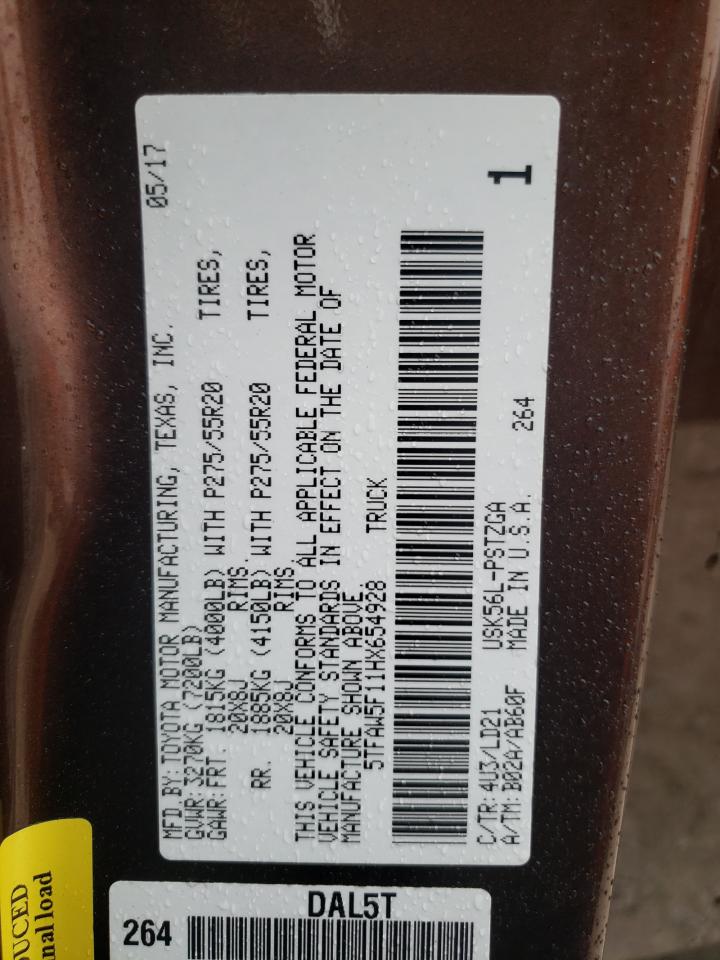 MFD. BY: TOYOTA MOTOR MANUFACTURING, TEXAS, INC. 05/17
GVWR: 3270KG (7200LB)
GAWR: FRT. 1815KG (4000LB) WITH P275/55R20 TIRES,
20X8J RIMS.
RR. 1885KG (4150LB) WITH P275/55R20 TIRES,
20X8J RIMS.
THIS VEHICLE CONFORMS TO ALL APPLICABLE FEDERAL MOTOR
VEHICLE SAFETY STANDARDS IN EFFECT ON THE DATE OF
MANUFACTURE SHOWN ABOVE.
5TFAW5F11HX654928 TRUCK
C/TR: 4U3/LD21 USK56L-PSTZGA 1
A/TM: B02A/AB60F MADE IN U.S.A. 264
DAL5T
264
load